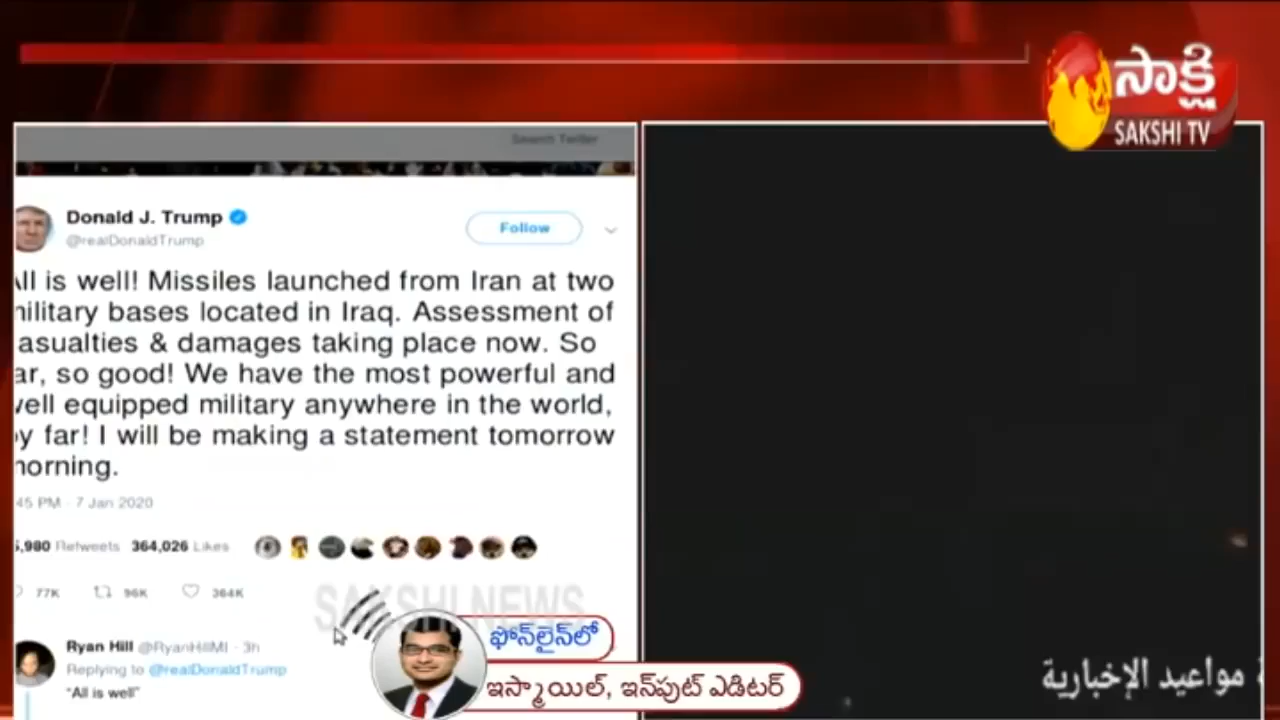 సాక్షి
SAKSHI TV
Search Twitter
Donald J. Trump
@realDonaldTrump
Follow
All is well! Missiles launched from Iran at two
military bases located in Iraq. Assessment of
casualties & damages taking place now. So
far, so good! We have the most powerful and
well equipped military anywhere in the world,
by far! I will be making a statement tomorrow
morning.
45 PM - 7 Jan 2020
5,980 Retweets 364,026 Likes
77K 96K 364K
SAKSHI NEWS
Ryan Hill @RyanHillMI · 3h
Replying to @realDonaldTrump
"All is well"
ఫోన్‌లైన్‌లో
ఇస్మాయిల్, ఇన్‌పుట్ ఎడిటర్
مواعيد الإخبارية